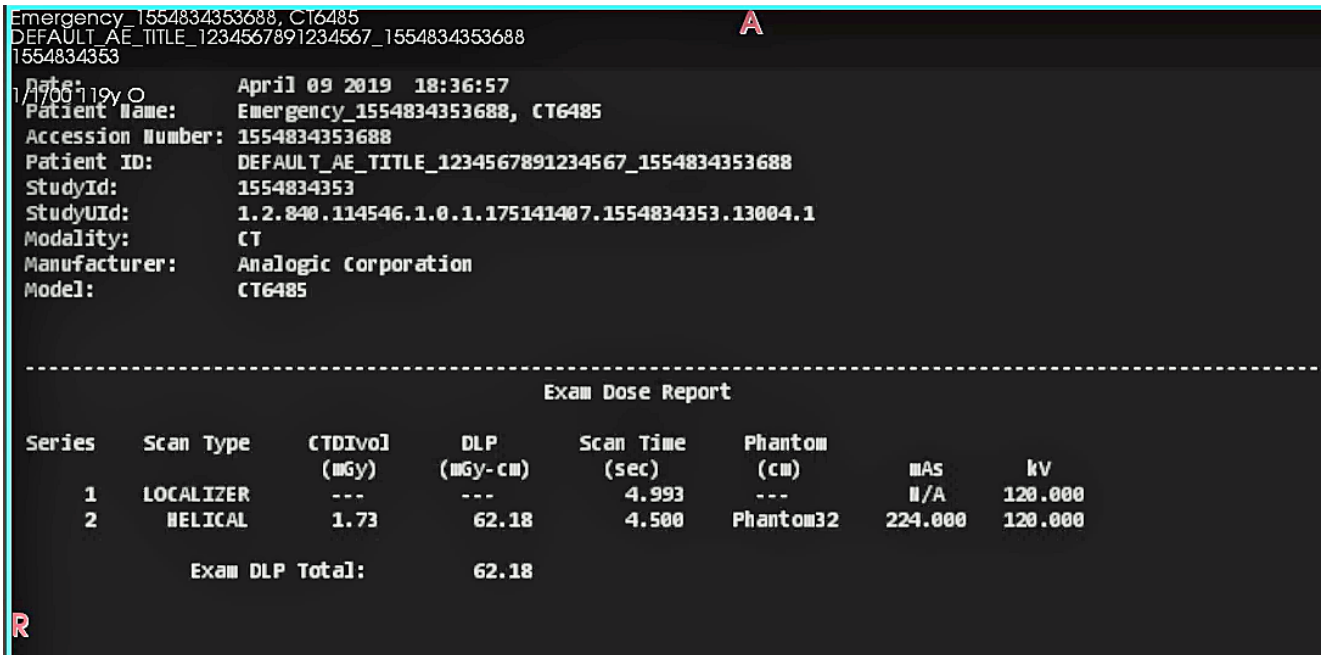 Emergency_1554834353688, CT6485
DEFAULT_AE_TITLE_1234567891234567_1554834353688
1554834353
A
Date: April 09 2019 18:36:57
1/1/00 119y O
Patient Name: Emergency_1554834353688, CT6485
Accession Number: 1554834353688
Patient ID: DEFAULT_AE_TITLE_1234567891234567_1554834353688
StudyId: 1554834353
StudyUId: 1.2.840.114546.1.0.1.175141407.1554834353.13004.1
Modality: CT
Manufacturer: Analogic Corporation
Model: CT6485
Exam Dose Report
Series Scan Type CTDIvol DLP Scan Time Phantom
(mGy) (mGy-cm) (sec) (cm) mAs kV
1 LOCALIZER --- --- 4.993 --- N/A 120.000
2 HELICAL 1.73 62.18 4.500 Phantom32 224.000 120.000
Exam DLP Total: 62.18
R